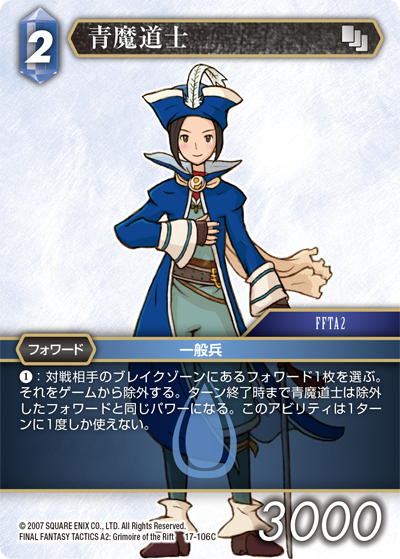 2
青魔道士
FFTA2
フォワード
一般兵
❶：対戦相手のブレイクゾーンにあるフォワード1枚を選ぶ。
それをゲームから除外する。ターン終了時まで青魔道士は除外
したフォワードと同じパワーになる。このアビリティは1ターン
に1度しか使えない。
© 2007 SQUARE ENIX CO., LTD. All Rights Reserved.
FINAL FANTASY TACTICS A2: Grimoire of the Rift 17-106C
3000